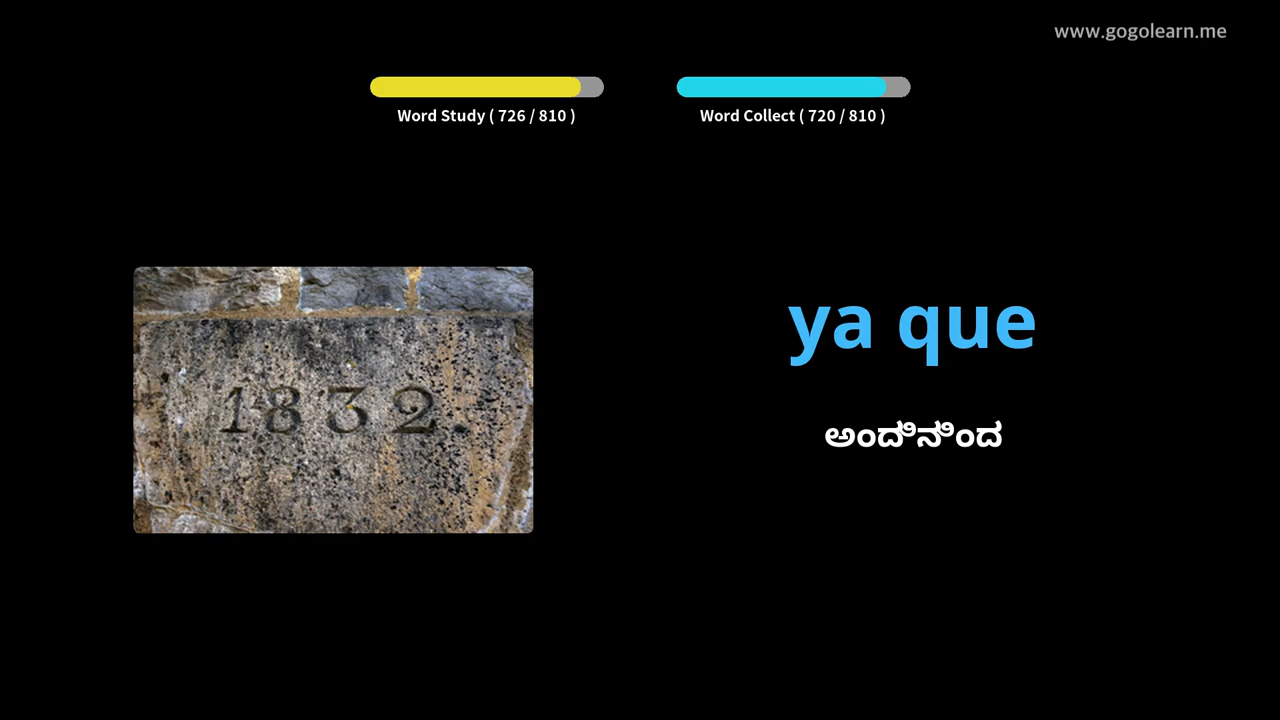 www.gogolearn.me
Word Study ( 726 / 810 )
Word Collect ( 720 / 810 )
1832.
ya que
ಅಂದಿನಿಂದ